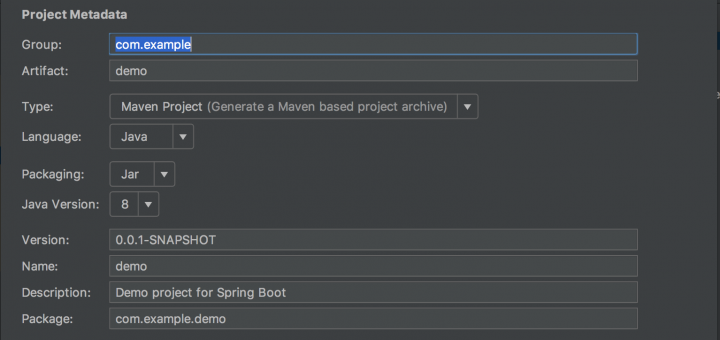 Project Metadata
Group: com.example
Artifact: demo
Type: Maven Project (Generate a Maven based project archive)
Language: Java
Packaging: Jar
Java Version: 8
Version: 0.0.1-SNAPSHOT
Name: demo
Description: Demo project for Spring Boot
Package: com.example.demo